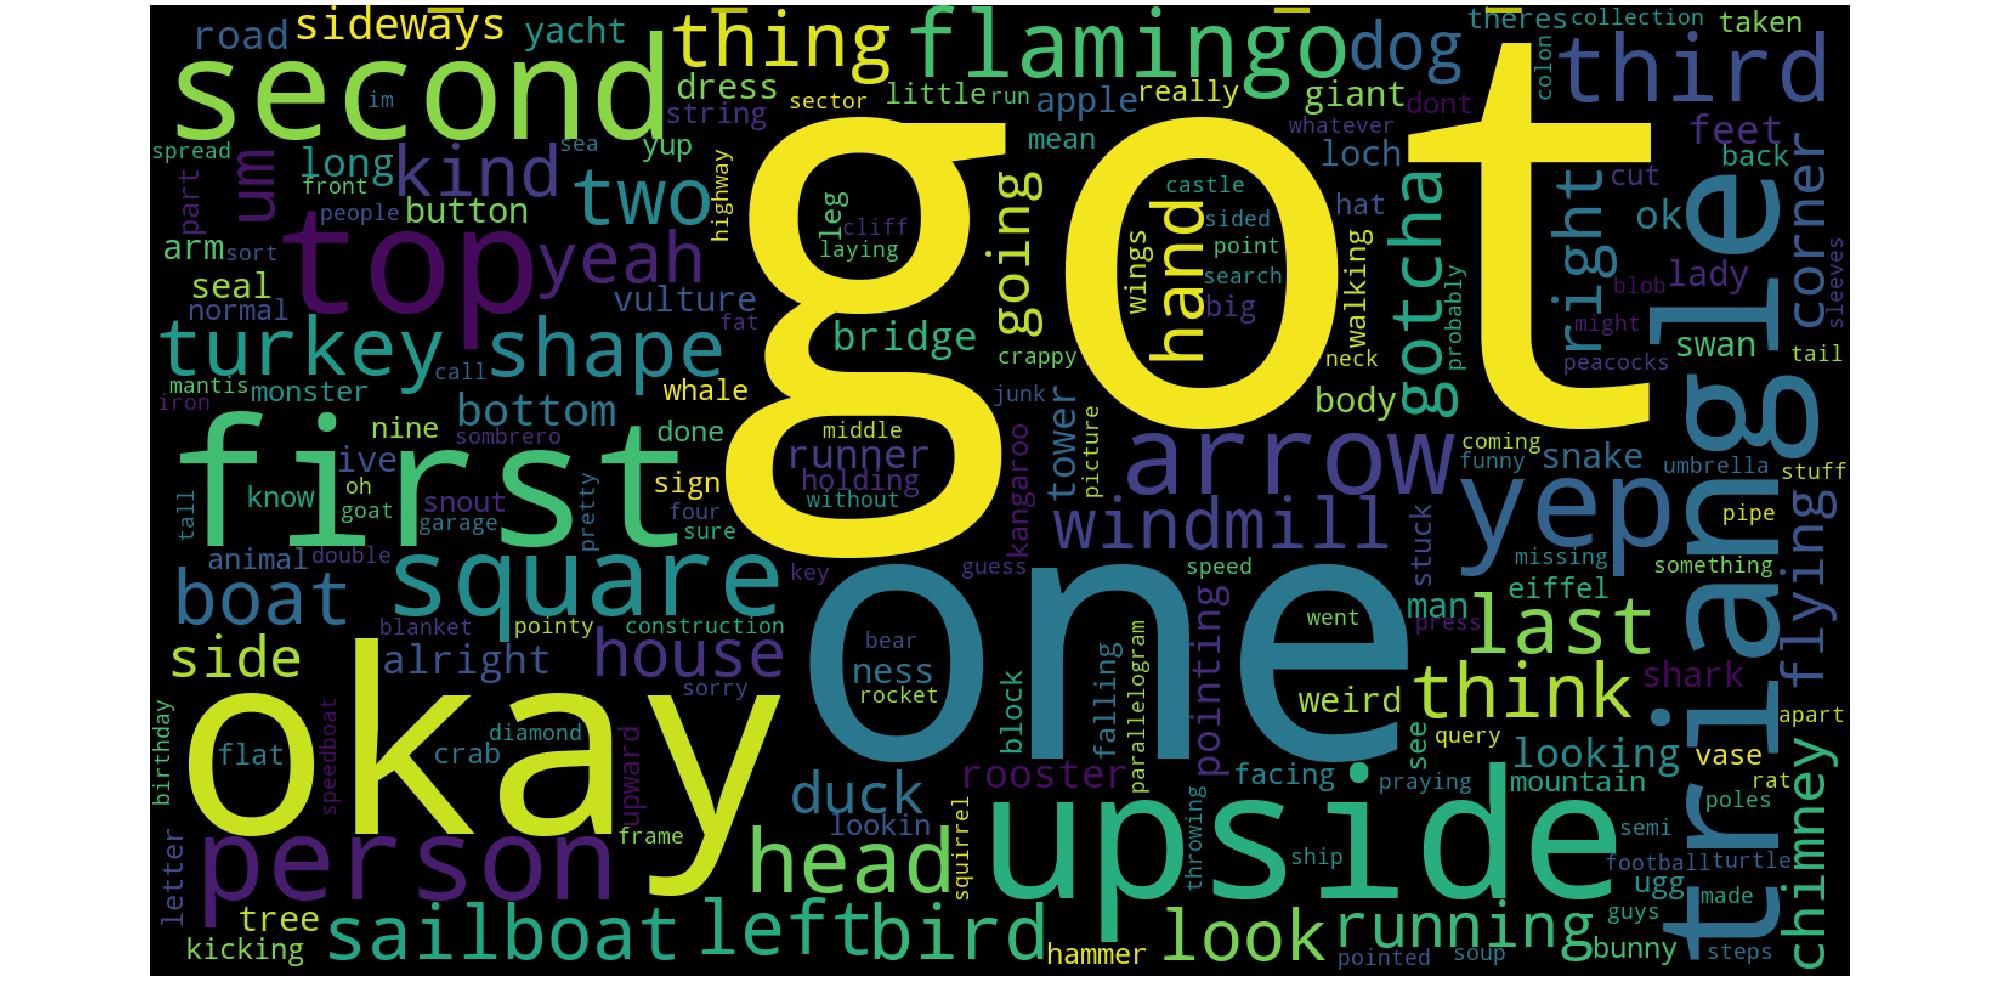 road
sideways
yacht
thing
flamingo
dog
theres
collection
taken
second
im
dress
string
sector
little
run
apple
really
giant
dont
colon
third
spread
um
long
front
kind
sea
yup
two
highway
got
mean
whatever
loch
feet
back
part
people
button
leg
cliff
laying
going
wings
hand
castle
sided
point
search
big
hat
walking
gotcha
probably
right
cut
ok
corner
arm
sort
top
yeah
seal
normal
vulture
fat
blob
lady
sleeves
might
turkey
shape
bridge
crappy
neck
peacocks
swan
tail
mantis
monster
call
whale
junk
body
triangle
iron
bottom
first
nine
sombrero
done
middle
runner
holding
without
tower
picture
arrow
coming
funny
snake
umbrella
stuff
ive
oh
know
goat
snout
garage
sign
four
sure
tall
pretty
kangaroo
windmill
stuck
yep
pipe
flying
animal
double
key
guess
speed
missing
something
boat
square
one
man
eiffel
blanket
pointy
construction
bear
went
press
last
side
alright
house
sorry
ness
rocket
block
falling
parallelogram
pointing
weird
think
shark
birthday
flat
speedboat
okay
crab
diamond
upward
see
query
looking
apart
vase
chimney
duck
rooster
facing
praying
mountain
rat
poles
lookin
letter
person
frame
head
squirrel
upside
throwing
ship
semi
football
turtle
ugg
made
tree
kicking
sailboat
left
bird
hammer
look
running
pointed
soup
guys
bunny
steps